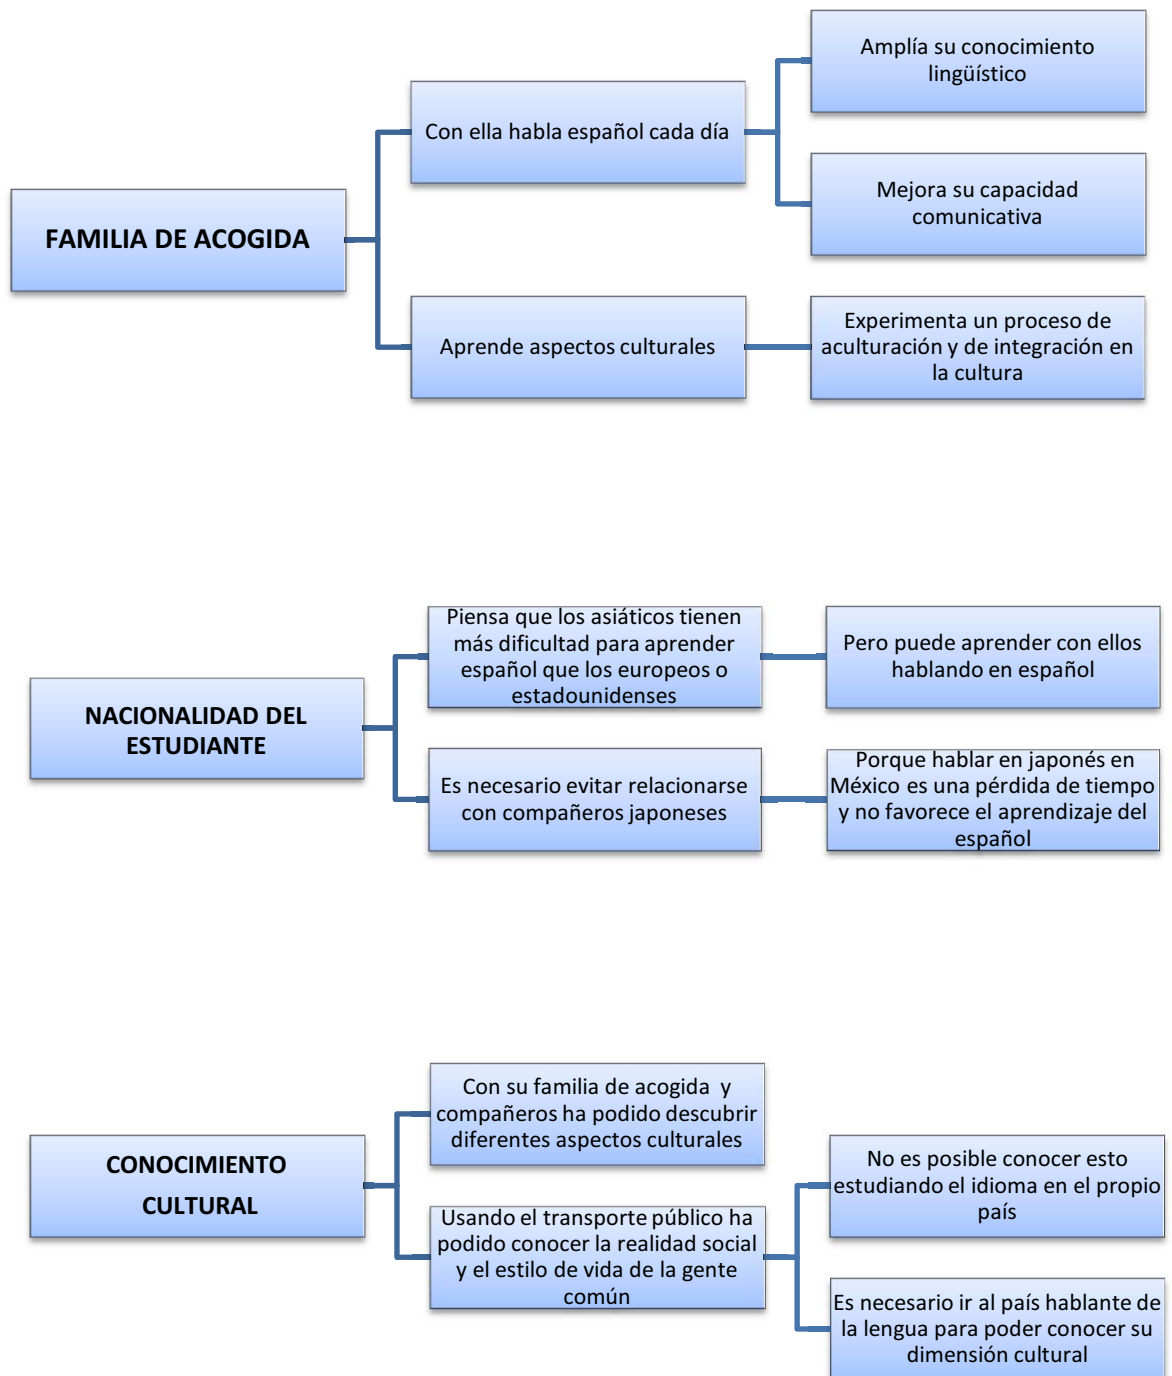 FAMILIA DE ACOGIDA
Con ella habla español cada día
Amplía su conocimiento
lingüístico
Mejora su capacidad
comunicativa
Aprende aspectos culturales
Experimenta un proceso de
aculturación y de integración en
la cultura
NACIONALIDAD DEL
ESTUDIANTE
Piensa que los asiáticos tienen
más dificultad para aprender
español que los europeos o
estadounidenses
Pero puede aprender con ellos
hablando en español
Es necesario evitar relacionarse
con compañeros japoneses
Porque hablar en japonés en
México es una pérdida de tiempo
y no favorece el aprendizaje del
español
CONOCIMIENTO
CULTURAL
Con su familia de acogida y
compañeros ha podido descubrir
diferentes aspectos culturales
Usando el transporte público ha
podido conocer la realidad social
y el estilo de vida de la gente
común
No es posible conocer esto
estudiando el idioma en el propio
país
Es necesario ir al país hablante de
la lengua para poder conocer su
dimensión cultural